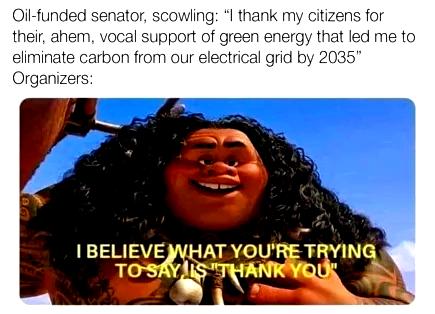 Oil-funded senator, scowling: “I thank my citizens for
their, ahem, vocal support of green energy that led me to
eliminate carbon from our electrical grid by 2035”
Organizers:
I BELIEVE WHAT YOU'RE TRYING
TO SAY, IS "THANK YOU"